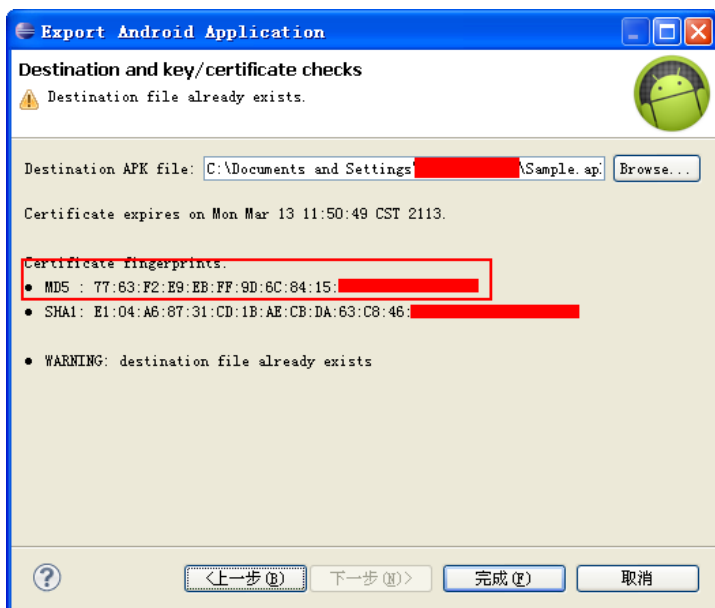 Export Android Application
Destination and key/certificate checks
Destination file already exists.
Destination APK file: C:\Documents and Settings \Sample.ap Browse...
Certificate expires on Mon Mar 13 11:50:49 CST 2113.
Certificate fingerprints.
● MD5 : 77:63:F2:E9:EB:FF:9D:6C:84:15:
● SHA1: E1:04:A6:87:31:CD:1B:AE:CB:DA:63:C8:46:
● WARNING: destination file already exists
? <上一步(B) 下一步(N)> 完成(F) 取消